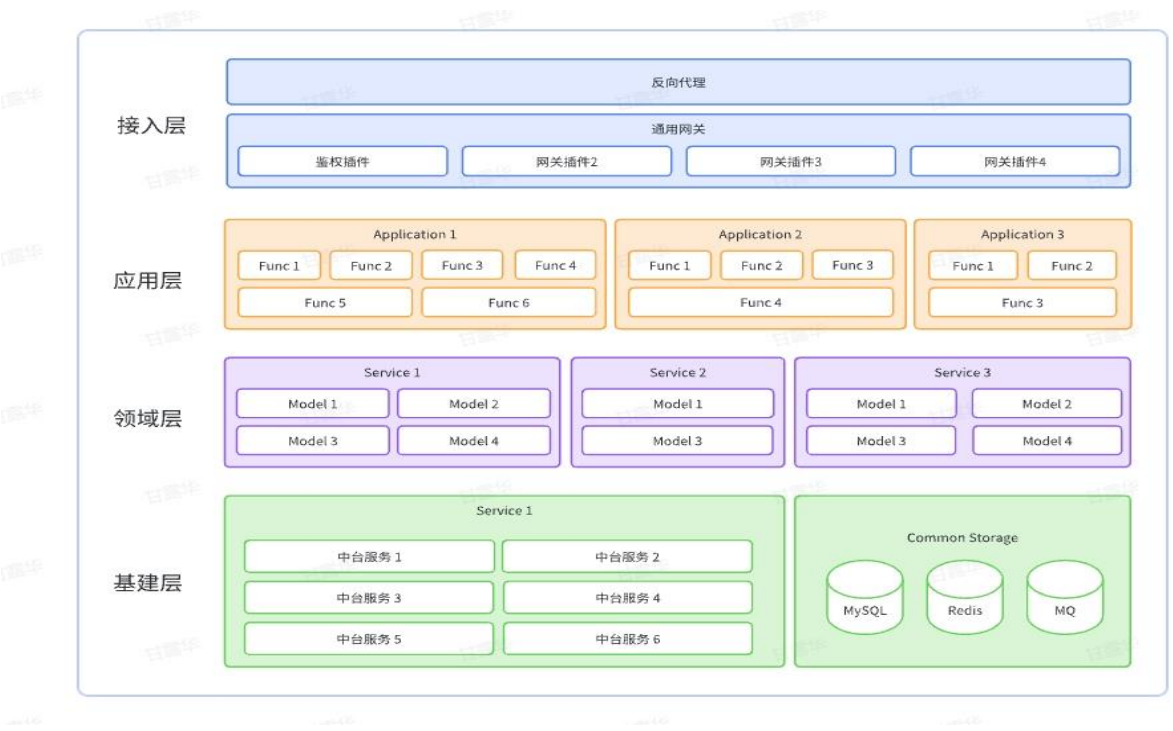 接入层
反向代理
通用网关
鉴权插件
网关插件2
网关插件3
网关插件4
应用层
Application 1
Func 1
Func 2
Func 3
Func 4
Func 5
Func 6
Application 2
Func 1
Func 2
Func 3
Func 4
Application 3
Func 1
Func 2
Func 3
领域层
Service 1
Model 1
Model 2
Model 3
Model 4
Service 2
Model 1
Model 3
Service 3
Model 1
Model 2
Model 3
Model 4
基建层
Service 1
中台服务 1
中台服务 2
中台服务 3
中台服务 4
中台服务 5
中台服务 6
Common Storage
MySQL
Redis
MQ